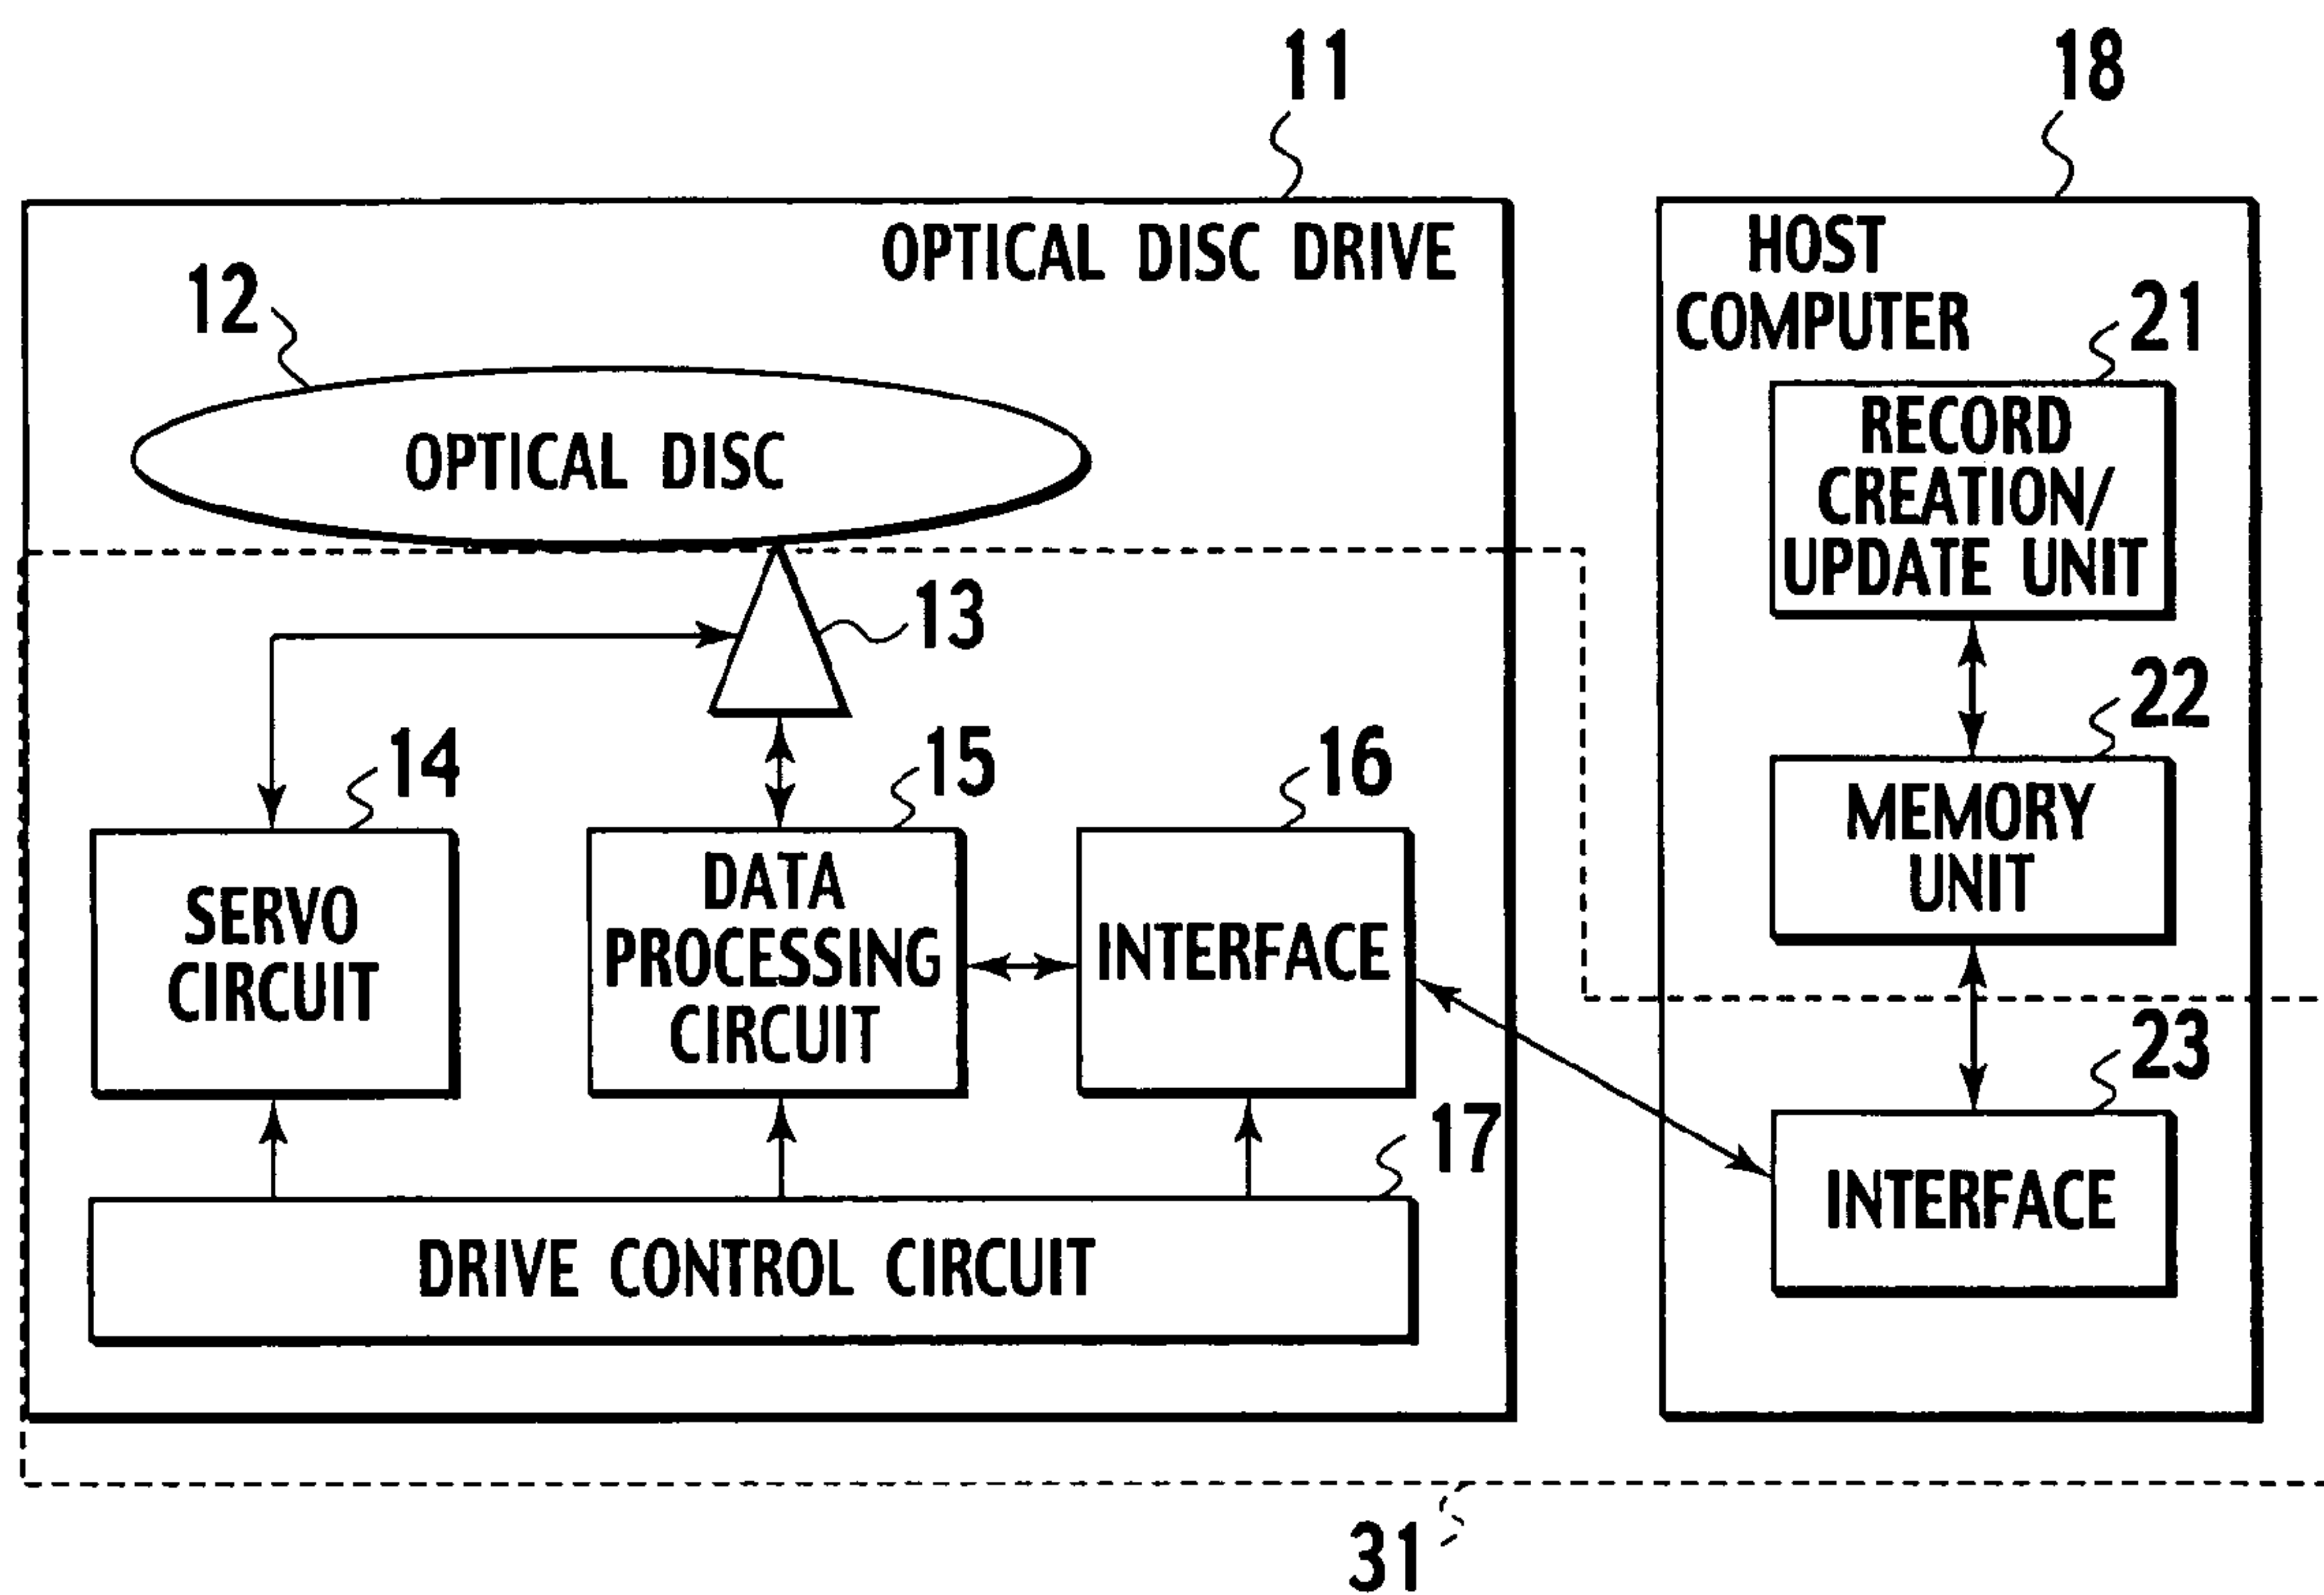 11
18
OPTICAL DISC DRIVE
HOST
COMPUTER
12
21
OPTICAL DISC
RECORD
CREATION/
UPDATE UNIT
13
22
14
15
16
MEMORY
UNIT
SERVO
CIRCUIT
DATA
PROCESSING
CIRCUIT
INTERFACE
23
17
INTERFACE
DRIVE CONTROL CIRCUIT
31